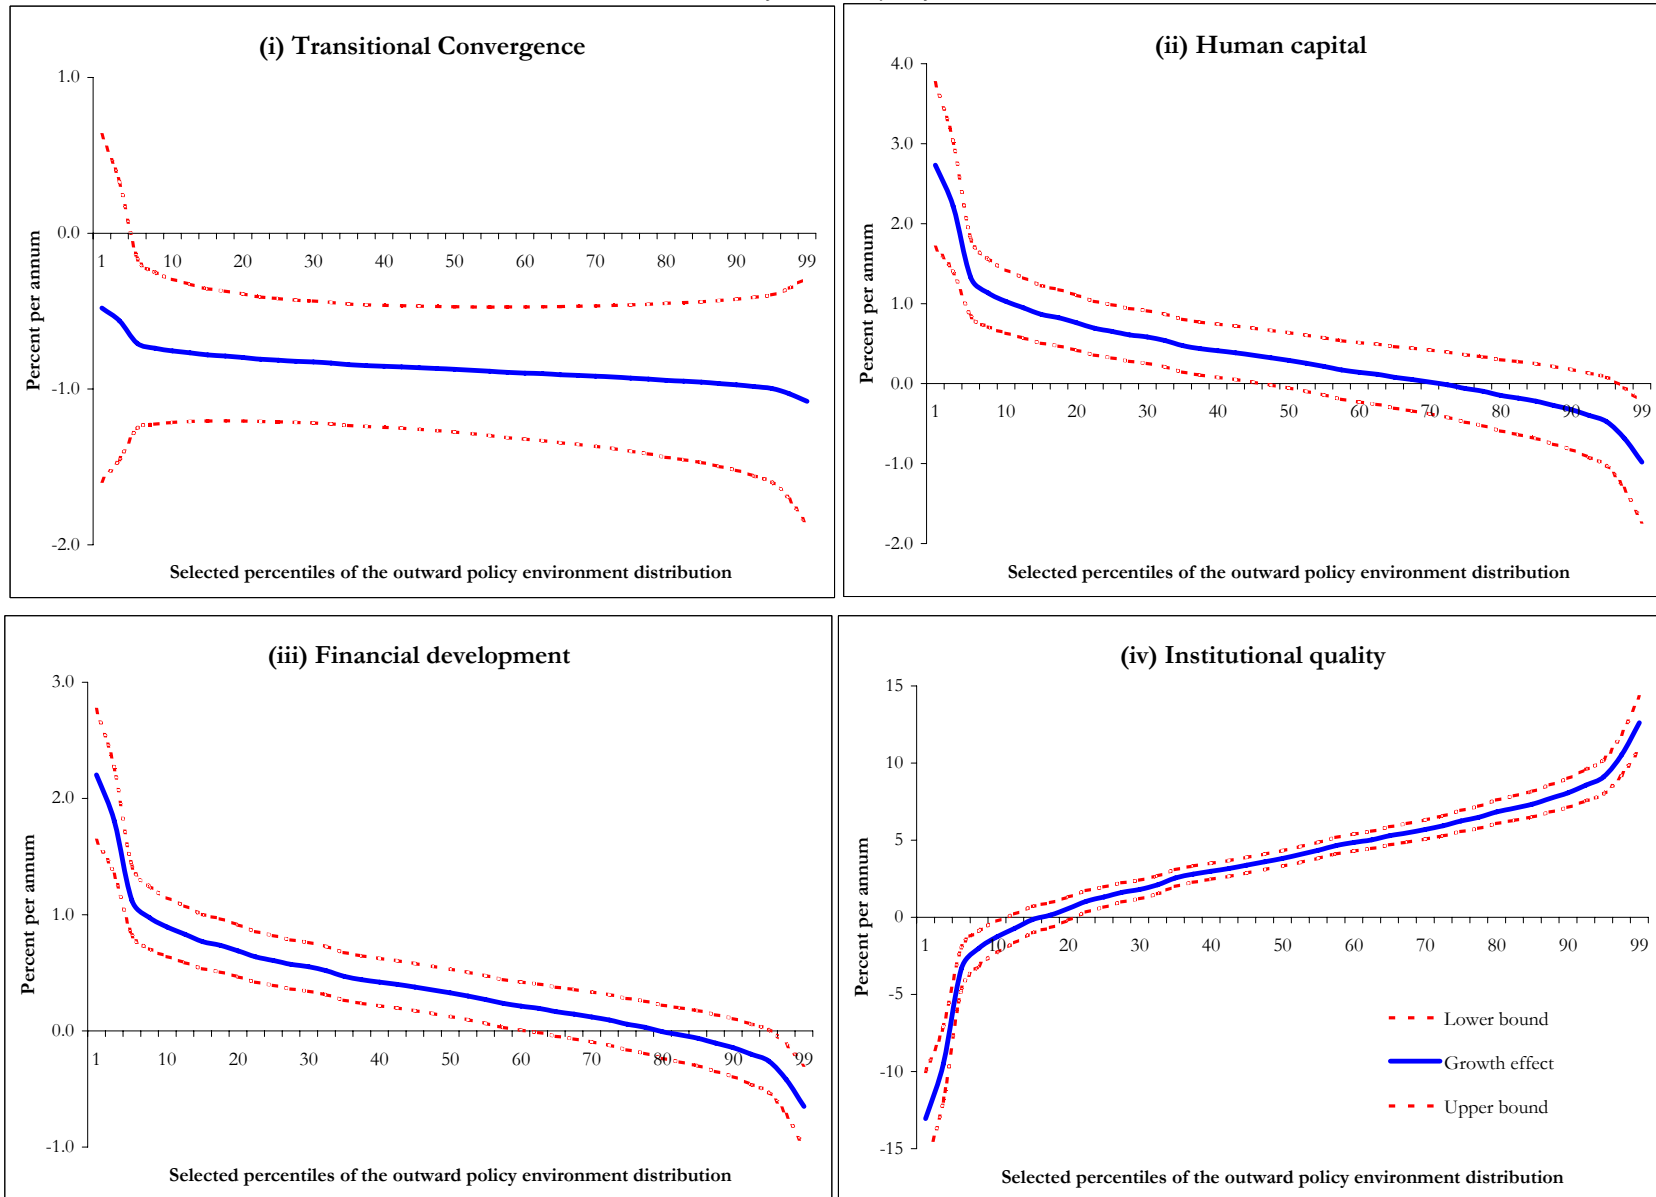 (i) Transitional Convergence
1.0
0.0
-1.0
-2.0
Percent per annum
1 10 20 30 40 50 60 70 80 90 99
Selected percentiles of the outward policy environment distribution
(ii) Human capital
4.0
3.0
2.0
1.0
0.0
-1.0
-2.0
Percent per annum
1 10 20 30 40 50 60 70 80 90 99
Selected percentiles of the outward policy environment distribution
(iii) Financial development
3.0
2.0
1.0
0.0
-1.0
Percent per annum
1 10 20 30 40 50 60 70 80 90 99
Selected percentiles of the outward policy environment distribution
(iv) Institutional quality
15
10
5
0
-5
-10
-15
Percent per annum
1 10 20 30 40 50 60 70 80 90 99
Lower bound
Growth effect
Upper bound
Selected percentiles of the outward policy environment distribution